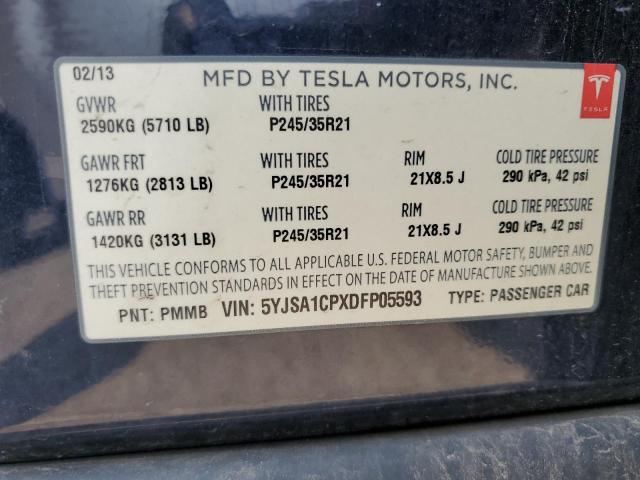 02/13 MFD BY TESLA MOTORS, INC.
GVWR WITH TIRES TESLA
2590KG (5710 LB) P245/35R21
GAWR FRT WITH TIRES RIM COLD TIRE PRESSURE
1276KG (2813 LB) P245/35R21 21X8.5 J 290 kPa, 42 psi
GAWR RR WITH TIRES RIM COLD TIRE PRESSURE
1420KG (3131 LB) P245/35R21 21X8.5 J 290 kPa, 42 psi
THIS VEHICLE CONFORMS TO ALL APPLICABLE U.S. FEDERAL MOTOR SAFETY, BUMPER AND
THEFT PREVENTION STANDARDS IN EFFECT ON THE DATE OF MANUFACTURE SHOWN ABOVE.
PNT: PMMB VIN: 5YJSA1CPXDFP05593 TYPE: PASSENGER CAR